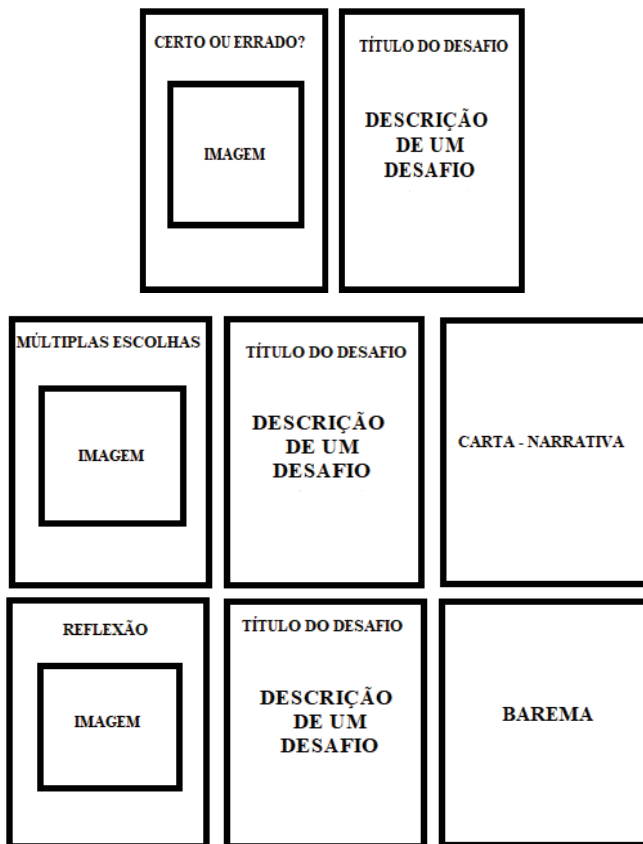 CERTO OU ERRADO?
IMAGEM
TÍTULO DO DESAFIO
DESCRIÇÃO
DE UM
DESAFIO
MÚLTIPLAS ESCOLHAS
IMAGEM
TÍTULO DO DESAFIO
DESCRIÇÃO
DE UM
DESAFIO
CARTA - NARRATIVA
REFLEXÃO
IMAGEM
TÍTULO DO DESAFIO
DESCRIÇÃO
DE UM
DESAFIO
BAREMA